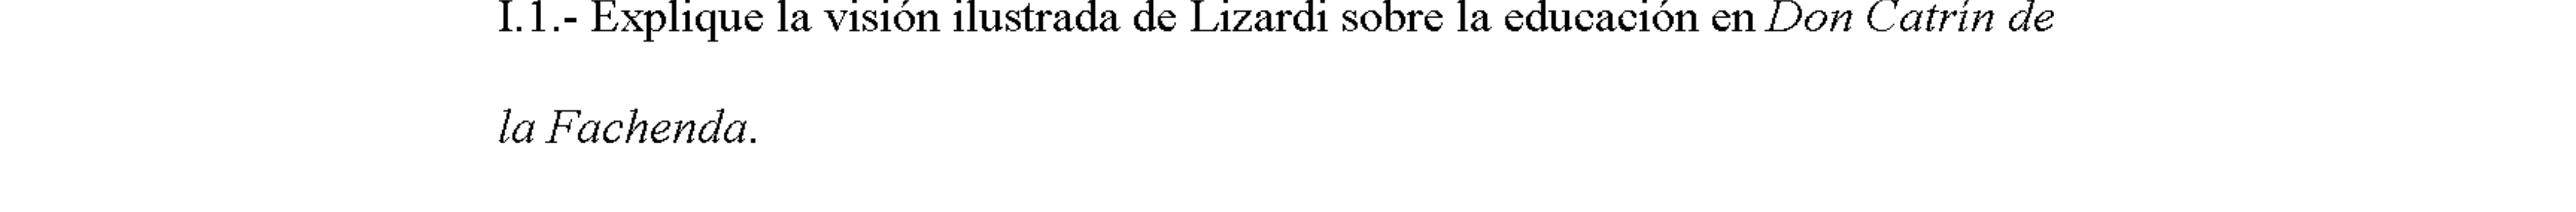 I.1.- Explique la visión ilustrada de Lizardi sobre la educación en Don Catrín de
la Fachenda.